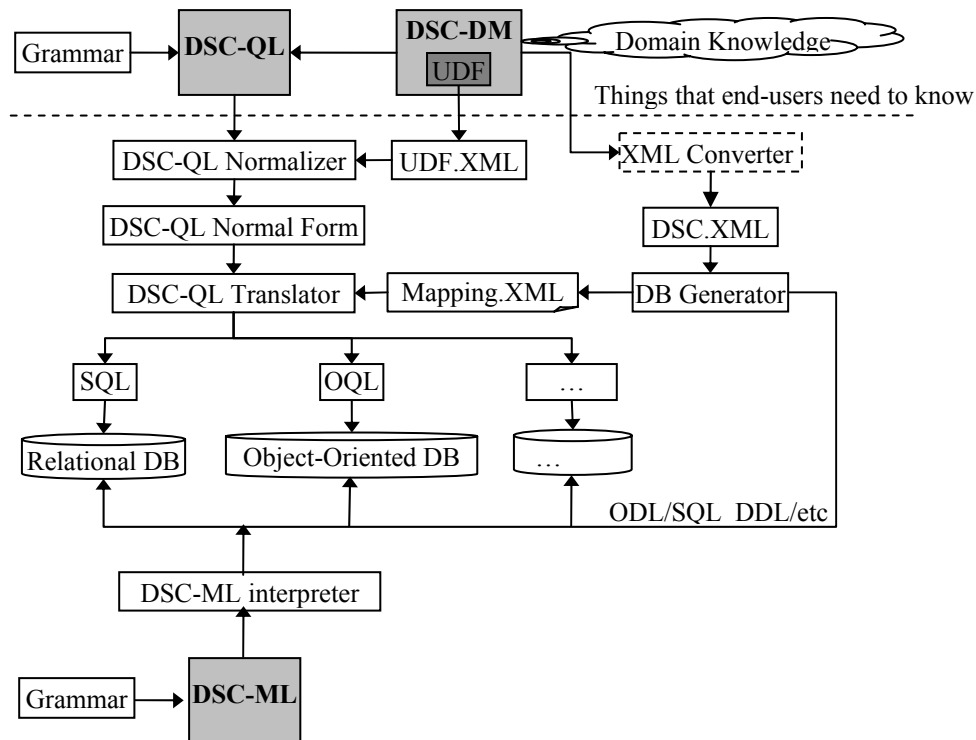 Grammar
DSC-QL
DSC-DM
UDF
Domain Knowledge
Things that end-users need to know
DSC-QL Normalizer
UDF.XML
XML Converter
DSC-QL Normal Form
DSC.XML
DSC-QL Translator
Mapping.XML
DB Generator
SQL
OQL
…
Relational DB
Object-Oriented DB
…
ODL/SQL DDL/etc
DSC-ML interpreter
Grammar
DSC-ML